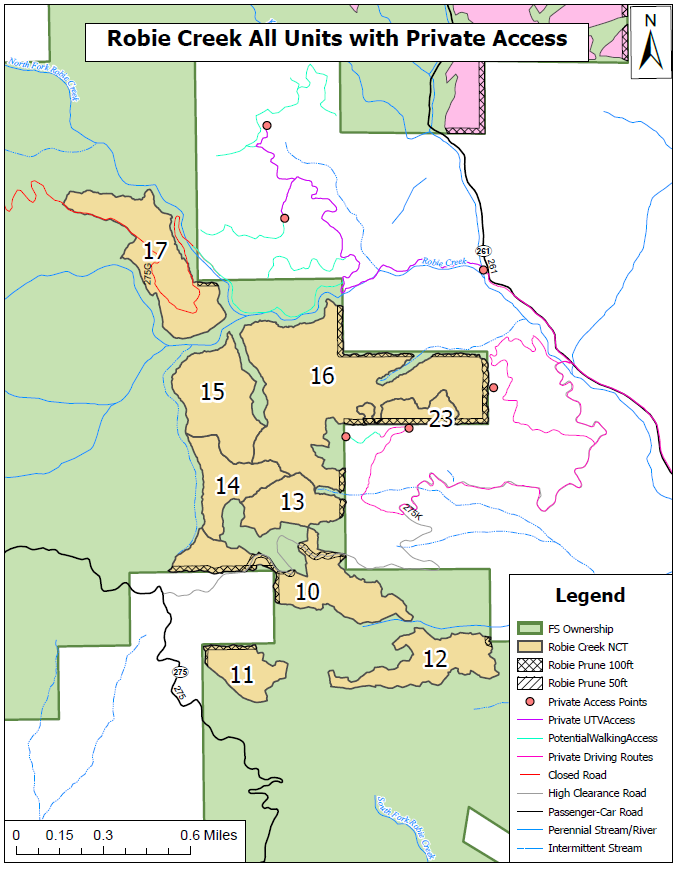 Robie Creek All Units with Private Access
N
North Fork Robie Creek
17
275G
261
261
Robie Creek
16
15
23
14
13
275K
10
12
11
275
275
South Fork Robie Creek
Legend
FS Ownership
Robie Creek NCT
Robie Prune 100ft
Robie Prune 50ft
Private Access Points
Private UTVAccess
PotentialWalkingAccess
Private Driving Routes
Closed Road
High Clearance Road
Passenger-Car Road
Perennial Stream/River
Intermittent Stream
0 0.15 0.3 0.6 Miles